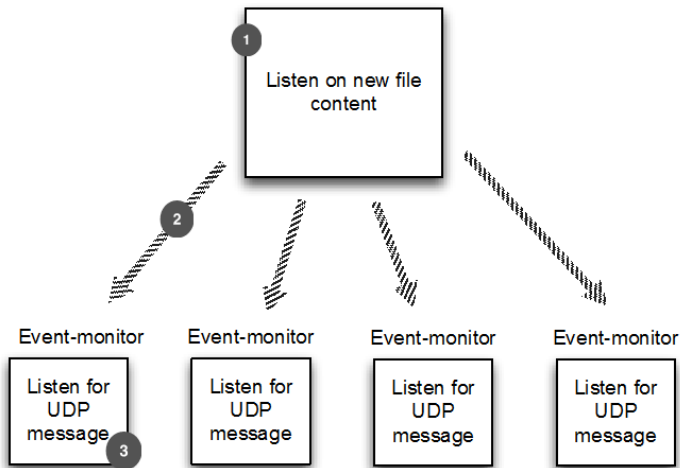 1
Listen on new file
content
2
Event-monitor Event-monitor Event-monitor Event-monitor
Listen for Listen for Listen for Listen for
UDP UDP UDP UDP
message message message message
3